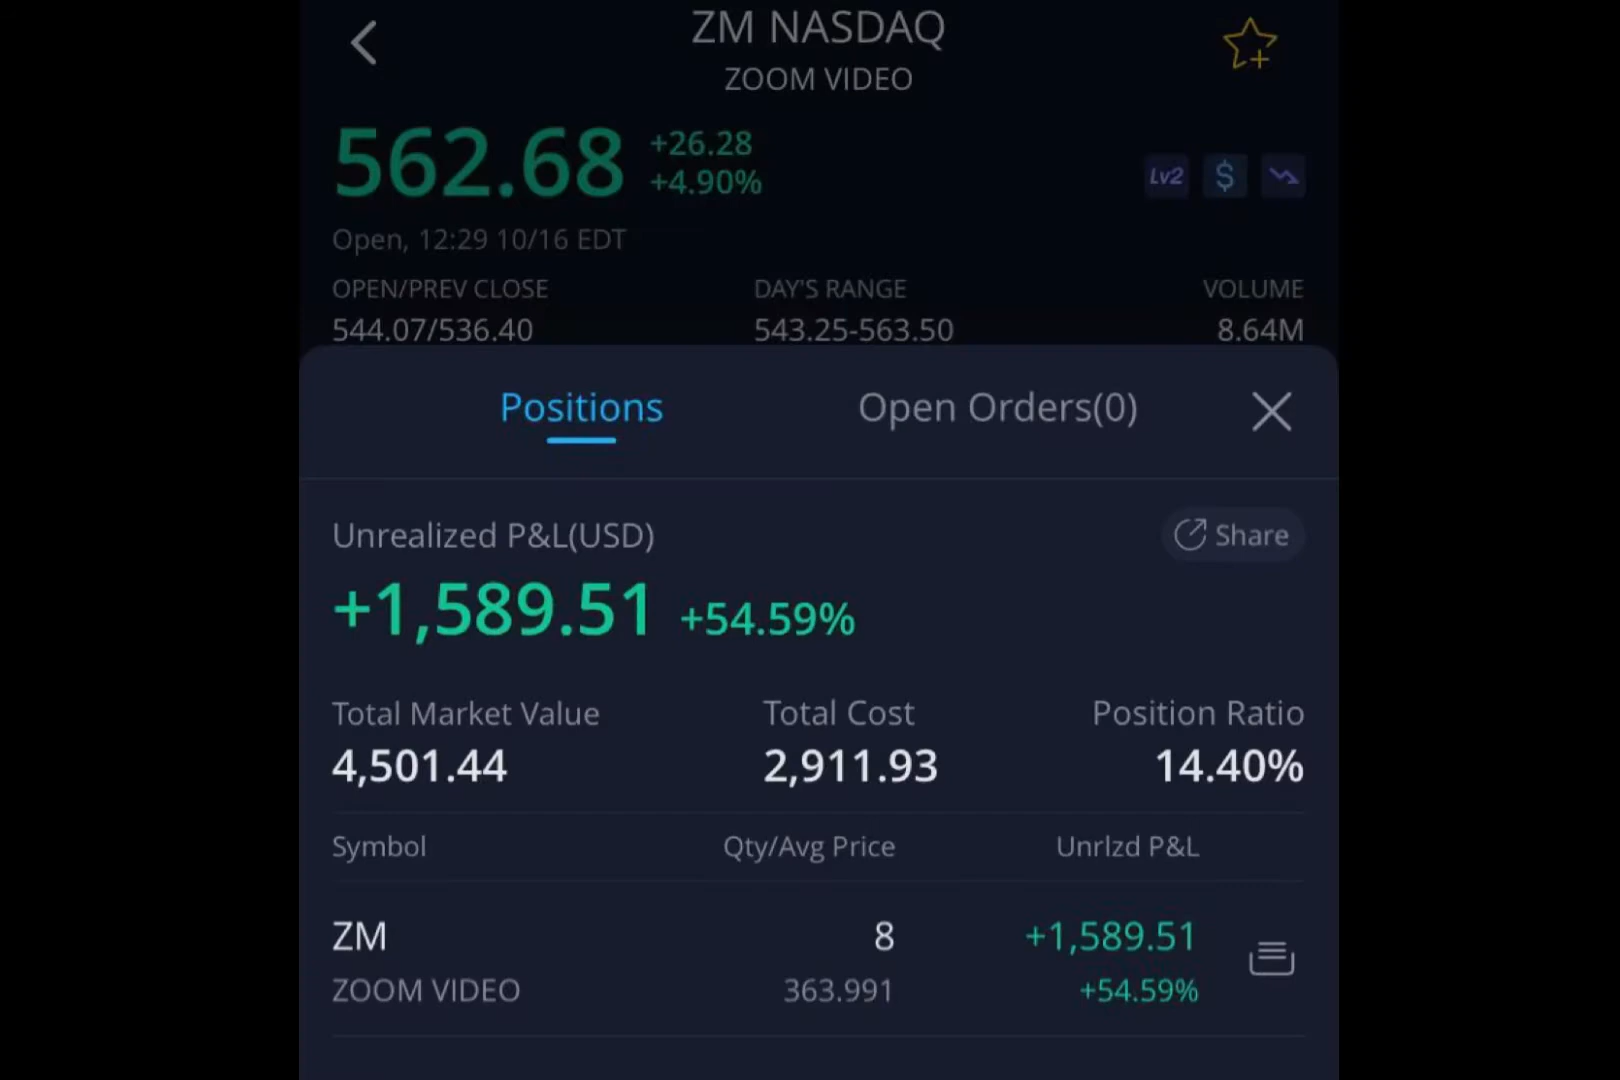 ZM NASDAQ
ZOOM VIDEO
562.68 +26.28
+4.90%
Lv2 $
Open, 12:29 10/16 EDT
OPEN/PREV CLOSE DAY'S RANGE VOLUME
544.07/536.40 543.25-563.50 8.64M
Positions Open Orders(0)
Unrealized P&L(USD) Share
+1,589.51 +54.59%
Total Market Value Total Cost Position Ratio
4,501.44 2,911.93 14.40%
Symbol Qty/Avg Price Unrlzd P&L
ZM 8 +1,589.51
ZOOM VIDEO 363.991 +54.59%